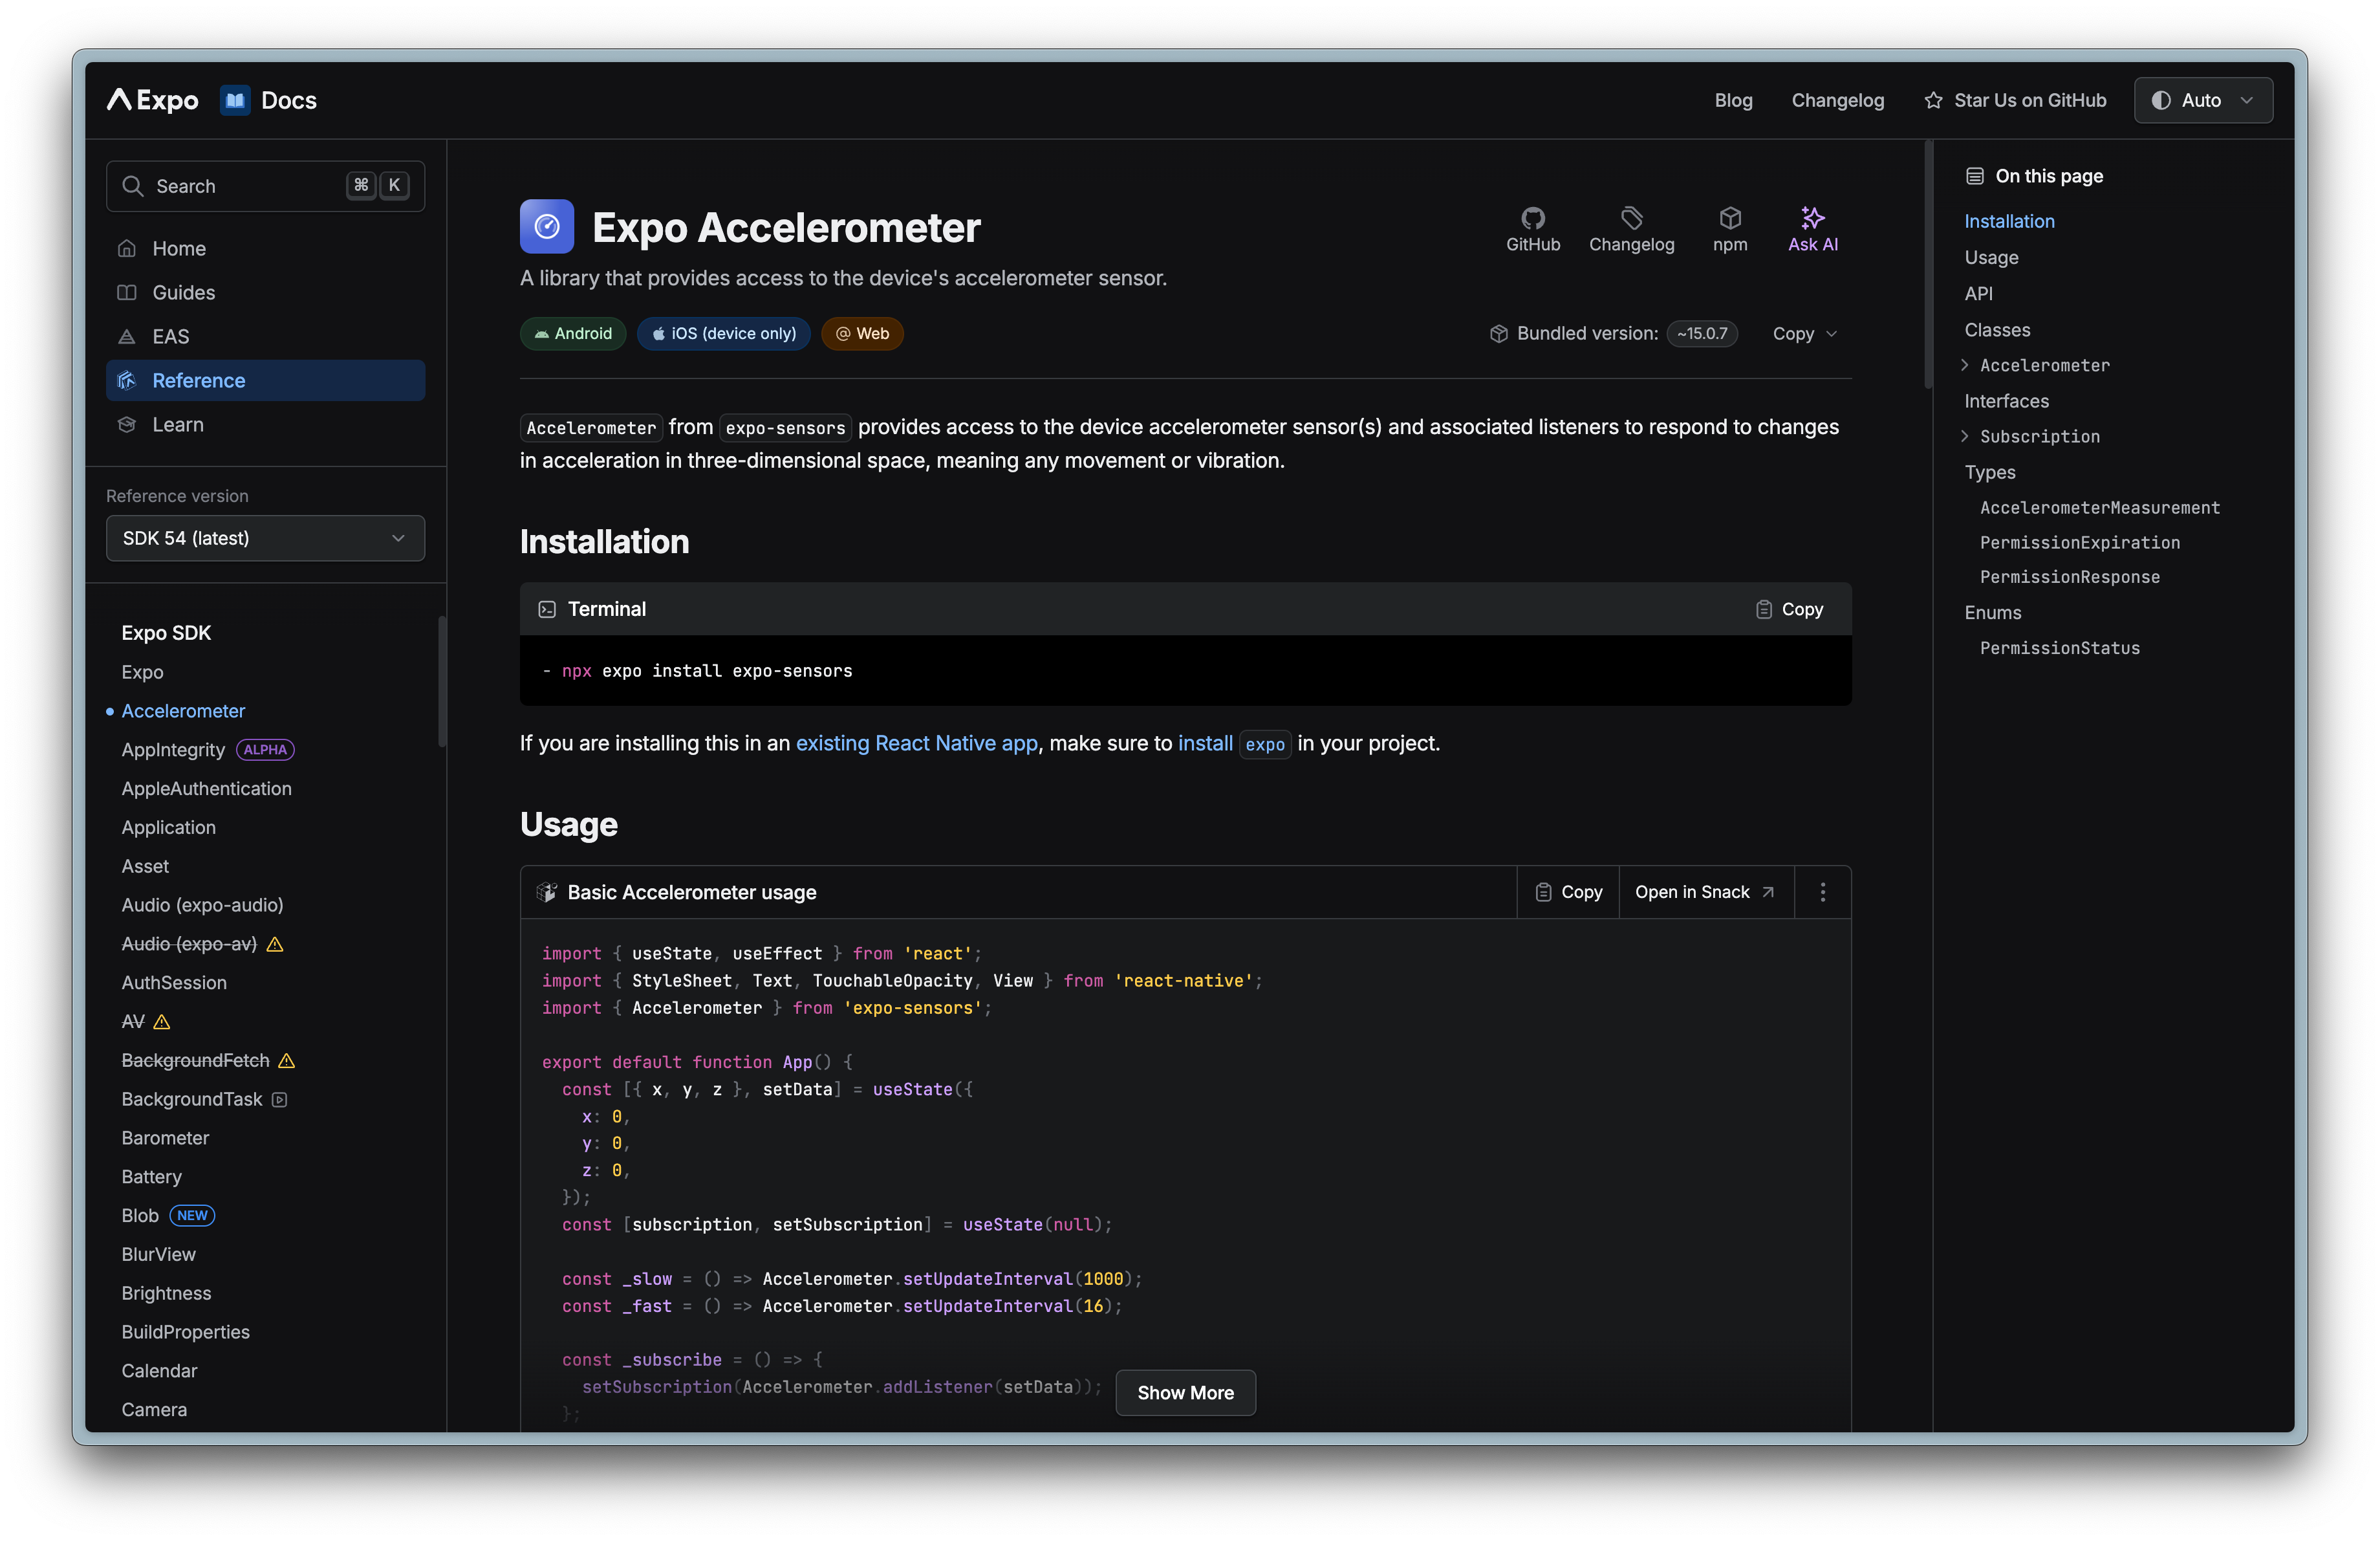 Expo Docs
Blog Changelog Star Us on GitHub Auto
Search ⌘ K
Home
Guides
EAS
Reference
Learn
Reference version
SDK 54 (latest)
Expo SDK
Expo
Accelerometer
AppIntegrity ALPHA
AppleAuthentication
Application
Asset
Audio (expo-audio)
Audio (expo-av)
AuthSession
AV
BackgroundFetch
BackgroundTask
Barometer
Battery
Blob NEW
BlurView
Brightness
BuildProperties
Calendar
Camera
Expo Accelerometer
GitHub Changelog npm Ask AI
A library that provides access to the device's accelerometer sensor.
Android iOS (device only) @ Web
Bundled version: ~15.0.7 Copy
Accelerometer from expo-sensors provides access to the device accelerometer sensor(s) and associated listeners to respond to changes
in acceleration in three-dimensional space, meaning any movement or vibration.
Installation
Terminal Copy
- npx expo install expo-sensors
If you are installing this in an existing React Native app, make sure to install expo in your project.
Usage
Basic Accelerometer usage Copy Open in Snack
import { useState, useEffect } from 'react';
import { StyleSheet, Text, TouchableOpacity, View } from 'react-native';
import { Accelerometer } from 'expo-sensors';
export default function App() {
const [{ x, y, z }, setData] = useState({
x: 0,
y: 0,
z: 0,
});
const [subscription, setSubscription] = useState(null);
const _slow = () => Accelerometer.setUpdateInterval(1000);
const _fast = () => Accelerometer.setUpdateInterval(16);
const _subscribe = () => {
setSubscription(Accelerometer.addListener(setData));
};
Show More
On this page
Installation
Usage
API
Classes
Accelerometer
Interfaces
Subscription
Types
AccelerometerMeasurement
PermissionExpiration
PermissionResponse
Enums
PermissionStatus